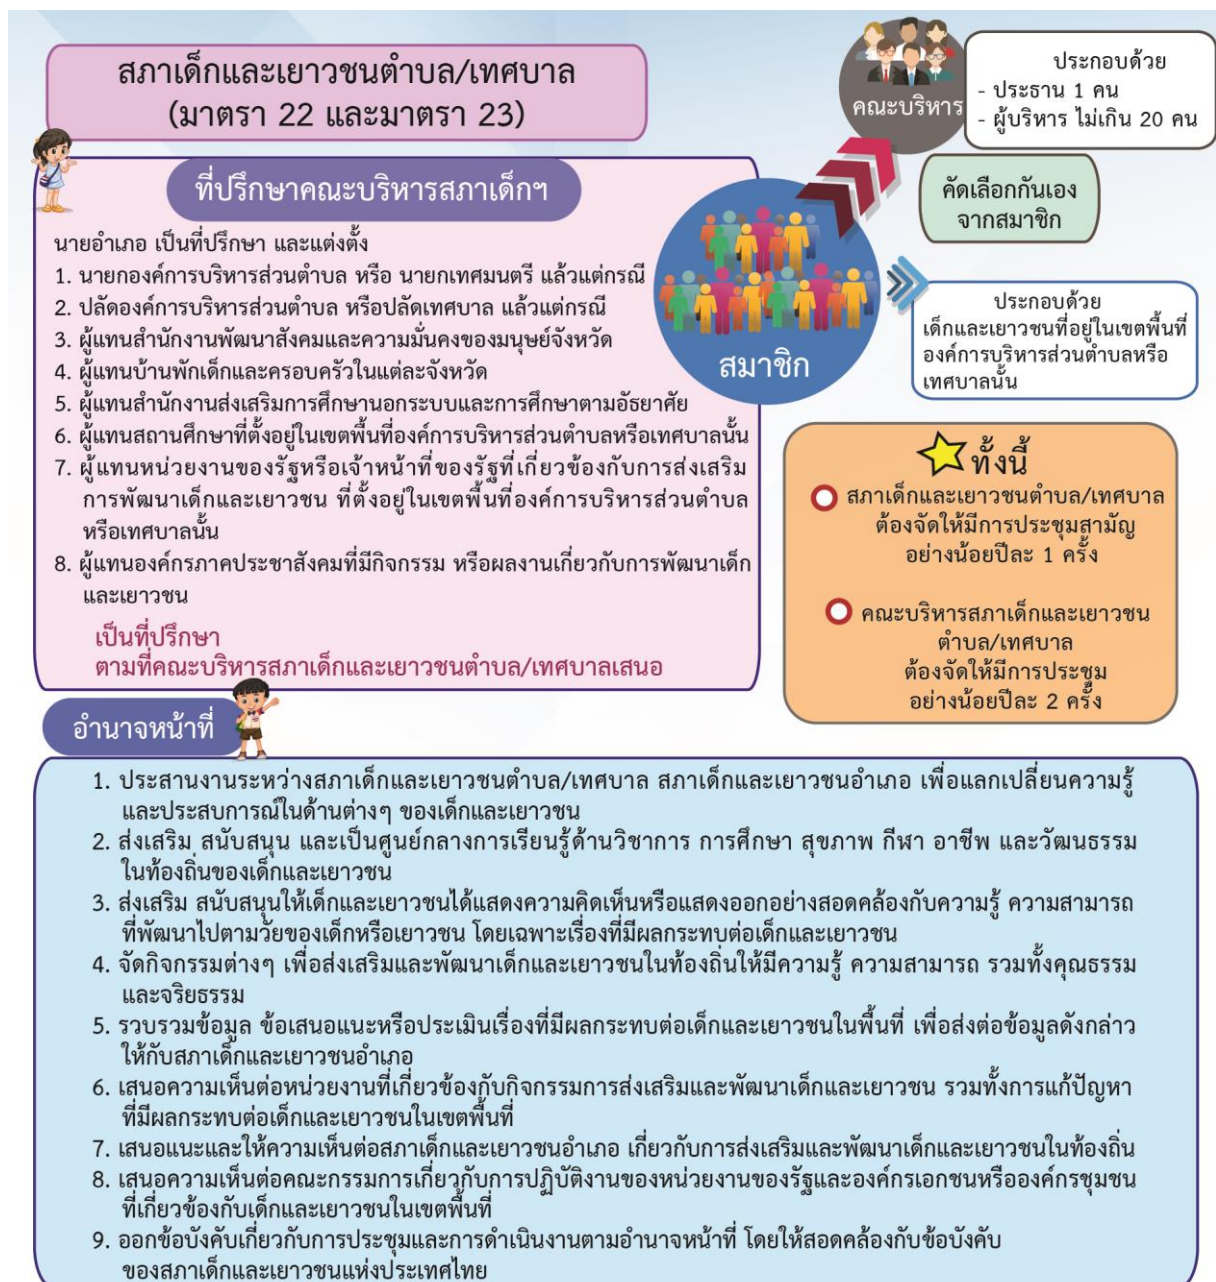 สภาเด็กและเยาวชนตำบล/เทศบาล
(มาตรา 22 และมาตรา 23)
คณะบริหาร
ประกอบด้วย
- ประธาน 1 คน
- ผู้บริหาร ไม่เกิน 20 คน
คัดเลือกกันเอง
จากสมาชิก
สมาชิก
ประกอบด้วย
เด็กและเยาวชนที่อยู่ในเขตพื้นที่
องค์การบริหารส่วนตำบลหรือ
เทศบาลนั้น
ที่ปรึกษาคณะบริหารสภาเด็กฯ
นายอำเภอ เป็นที่ปรึกษา และแต่งตั้ง
1. นายกองค์การบริหารส่วนตำบล หรือ นายกเทศมนตรี แล้วแต่กรณี
2. ปลัดองค์การบริหารส่วนตำบล หรือปลัดเทศบาล แล้วแต่กรณี
3. ผู้แทนสำนักงานพัฒนาสังคมและความมั่นคงของมนุษย์จังหวัด
4. ผู้แทนบ้านพักเด็กและครอบครัวในแต่ละจังหวัด
5. ผู้แทนสำนักงานส่งเสริมการศึกษานอกระบบและการศึกษาตามอัธยาศัย
6. ผู้แทนสถานศึกษาที่ตั้งอยู่ในเขตพื้นที่องค์การบริหารส่วนตำบลหรือเทศบาลนั้น
7. ผู้แทนหน่วยงานของรัฐหรือเจ้าหน้าที่ของรัฐที่เกี่ยวข้องกับการส่งเสริม
การพัฒนาเด็กและเยาวชน ที่ตั้งอยู่ในเขตพื้นที่องค์การบริหารส่วนตำบล
หรือเทศบาลนั้น
8. ผู้แทนองค์กรภาคประชาสังคมที่มีกิจกรรม หรือผลงานเกี่ยวกับการพัฒนาเด็ก
และเยาวชน
เป็นที่ปรึกษา
ตามที่คณะบริหารสภาเด็กและเยาวชนตำบล/เทศบาลเสนอ
ทั้งนี้
สภาเด็กและเยาวชนตำบล/เทศบาล
ต้องจัดให้มีการประชุมสามัญ
อย่างน้อยปีละ 1 ครั้ง
คณะบริหารสภาเด็กและเยาวชน
ตำบล/เทศบาล
ต้องจัดให้มีการประชุม
อย่างน้อยปีละ 2 ครั้ง
อำนาจหน้าที่
1. ประสานงานระหว่างสภาเด็กและเยาวชนตำบล/เทศบาล สภาเด็กและเยาวชนอำเภอ เพื่อแลกเปลี่ยนความรู้
และประสบการณ์ในด้านต่างๆ ของเด็กและเยาวชน
2. ส่งเสริม สนับสนุน และเป็นศูนย์กลางการเรียนรู้ด้านวิชาการ การศึกษา สุขภาพ กีฬา อาชีพ และวัฒนธรรม
ในท้องถิ่นของเด็กและเยาวชน
3. ส่งเสริม สนับสนุนให้เด็กและเยาวชนได้แสดงความคิดเห็นหรือแสดงออกอย่างสอดคล้องกับความรู้ ความสามารถ
ที่พัฒนาไปตามวัยของเด็กหรือเยาวชน โดยเฉพาะเรื่องที่มีผลกระทบต่อเด็กและเยาวชน
4. จัดกิจกรรมต่างๆ เพื่อส่งเสริมและพัฒนาเด็กและเยาวชนในท้องถิ่นให้มีความรู้ ความสามารถ รวมทั้งคุณธรรม
และจริยธรรม
5. รวบรวมข้อมูล ข้อเสนอแนะหรือประเมินเรื่องที่มีผลกระทบต่อเด็กและเยาวชนในพื้นที่ เพื่อส่งต่อข้อมูลดังกล่าว
ให้กับสภาเด็กและเยาวชนอำเภอ
6. เสนอความเห็นต่อหน่วยงานที่เกี่ยวข้องกับกิจกรรมการส่งเสริมและพัฒนาเด็กและเยาวชน รวมทั้งการแก้ปัญหา
ที่มีผลกระทบต่อเด็กและเยาวชนในเขตพื้นที่
7. เสนอแนะและให้ความเห็นต่อสภาเด็กและเยาวชนอำเภอ เกี่ยวกับการส่งเสริมและพัฒนาเด็กและเยาวชนในท้องถิ่น
8. เสนอความเห็นต่อคณะกรรมการเกี่ยวกับการปฏิบัติงานของหน่วยงานของรัฐและองค์กรเอกชนหรือองค์กรชุมชน
ที่เกี่ยวข้องกับเด็กและเยาวชนในเขตพื้นที่
9. ออกข้อบังคับเกี่ยวกับการประชุมและการดำเนินงานตามอำนาจหน้าที่ โดยให้สอดคล้องกับข้อบังคับ
ของสภาเด็กและเยาวชนแห่งประเทศไทย